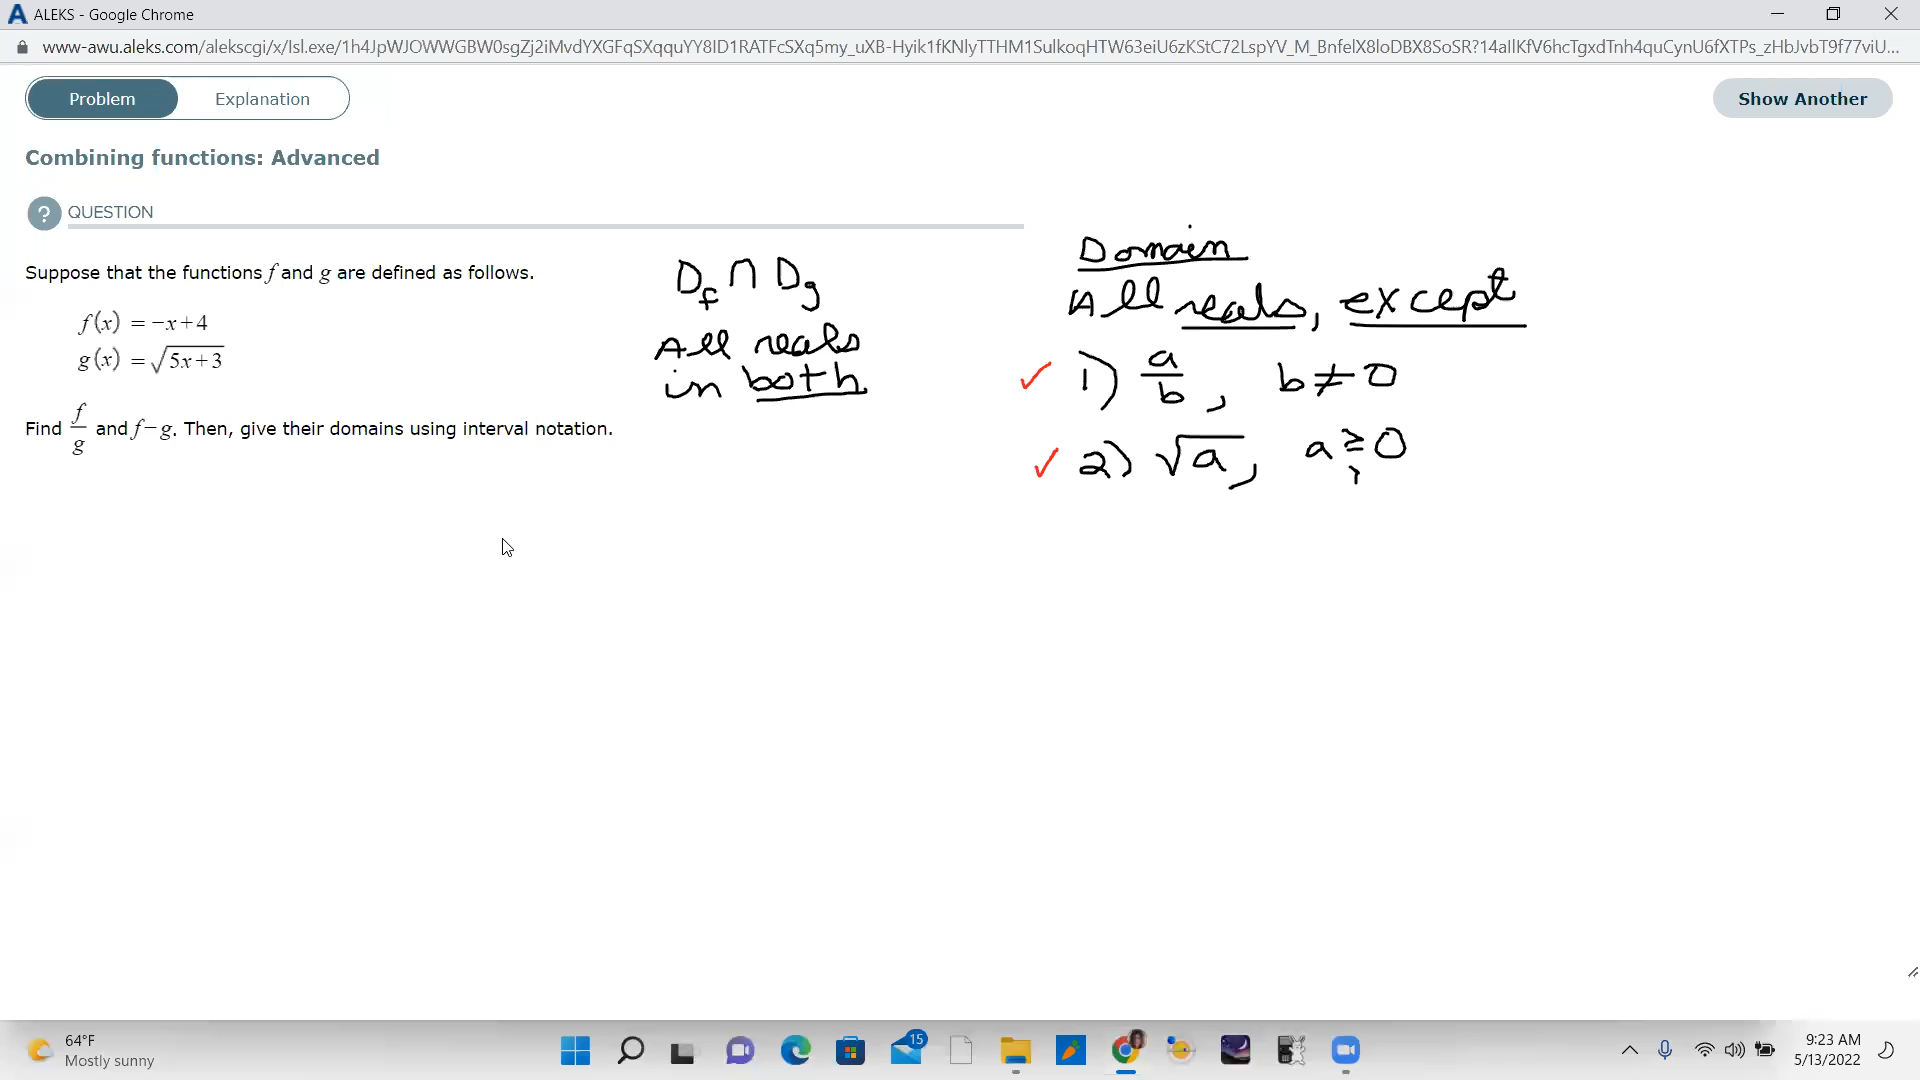 ALEKS - Google Chrome
www-awu.aleks.com/alekscgi/x/Isl.exe/1h4JpWJOWWGBW0sgZj2iMvdYXGFqSXqquYY8ID1RATFcSXq5my_uXB-Hyik1fKNlyTTHM1SulkoqHTW63eiU6zKStC72LspYV_M_BnfelX8loDBX8SoSR?14aIlKfV6hcTgxdTnh4quCynU6fXTPs_zHbJvbT9f77viU...
Problem Explanation Show Another
Combining functions: Advanced
? QUESTION
Suppose that the functions f and g are defined as follows.
f(x) = −x+4
g(x) = √(5x+3)
Find f/g and f−g. Then, give their domains using interval notation.
D_f ∩ D_g
All reals
in both
Domain
All reals, except
✓ 1) a/b, b≠0
✓ 2) √a, a ≥ 0
64°F
Mostly sunny
15
9:23 AM
5/13/2022